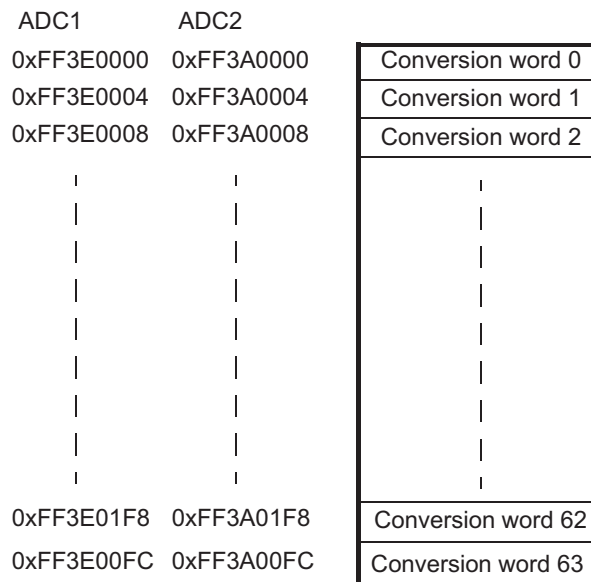 ADC1 ADC2
0xFF3E0000 0xFF3A0000 Conversion word 0
0xFF3E0004 0xFF3A0004 Conversion word 1
0xFF3E0008 0xFF3A0008 Conversion word 2
0xFF3E01F8 0xFF3A01F8 Conversion word 62
0xFF3E00FC 0xFF3A00FC Conversion word 63